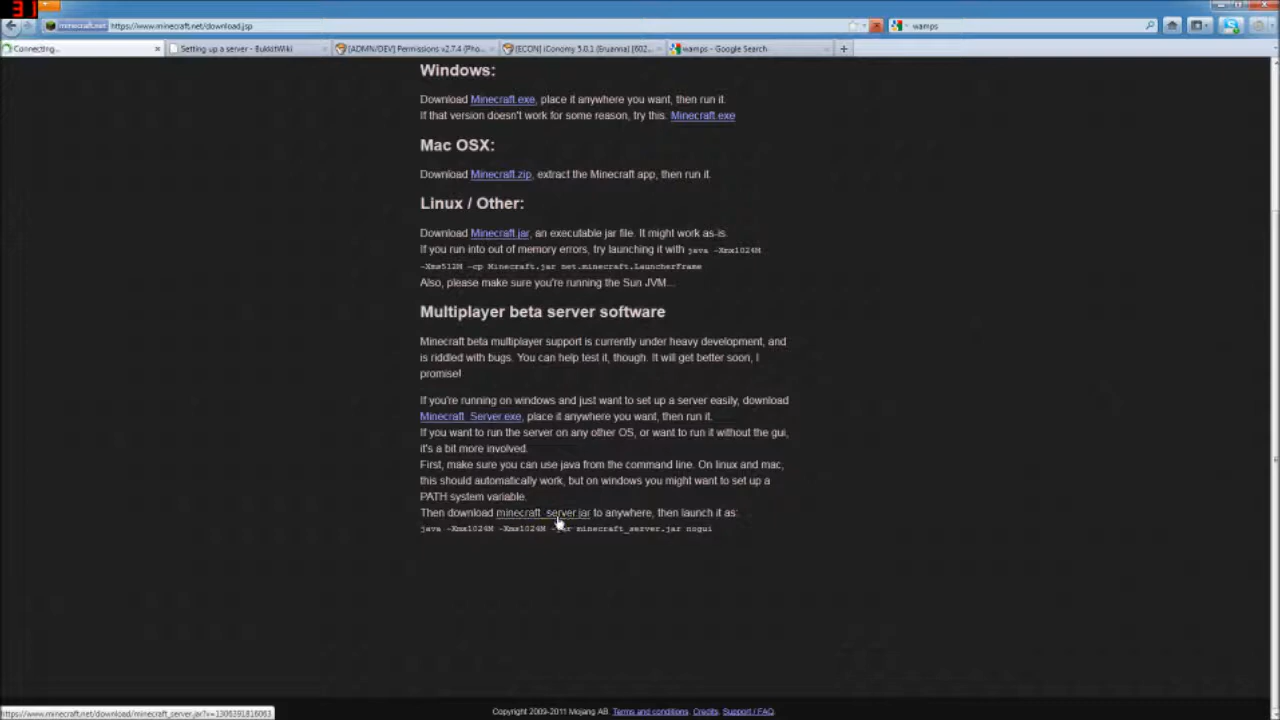 31
minecraft.net https://www.minecraft.net/download.jsp
wamps
Connecting...
Setting up a server - BukkitWiki
[ADMN/DEV] Permissions v2.7.4 (Pho...
[ECON] iConomy 5.0.1 (Eruanna) [602...
wamps - Google Search
Windows:
Download Minecraft.exe, place it anywhere you want, then run it.
If that version doesn't work for some reason, try this. Minecraft.exe
Mac OSX:
Download Minecraft.zip, extract the Minecraft app, then run it.
Linux / Other:
Download Minecraft.jar, an executable jar file. It might work as-is.
If you run into out of memory errors, try launching it with java -Xmx1024M
-Xms512M -cp Minecraft.jar net.minecraft.LauncherFrame
Also, please make sure you're running the Sun JVM...
Multiplayer beta server software
Minecraft beta multiplayer support is currently under heavy development, and
is riddled with bugs. You can help test it, though. It will get better soon, I
promise!
If you're running on windows and just want to set up a server easily, download
Minecraft_Server.exe, place it anywhere you want, then run it.
If you want to run the server on any other OS, or want to run it without the gui,
it's a bit more involved.
First, make sure you can use java from the command line. On linux and mac,
this should automatically work, but on windows you might want to set up a
PATH system variable.
Then download minecraft_server.jar to anywhere, then launch it as:
java -Xmx1024M -Xms1024M -jar minecraft_server.jar nogui
https://www.minecraft.net/download/minecraft_server.jar?v=1306391816063
Copyright 2009-2011 Mojang AB. Terms and conditions. Credits. Support / FAQ.